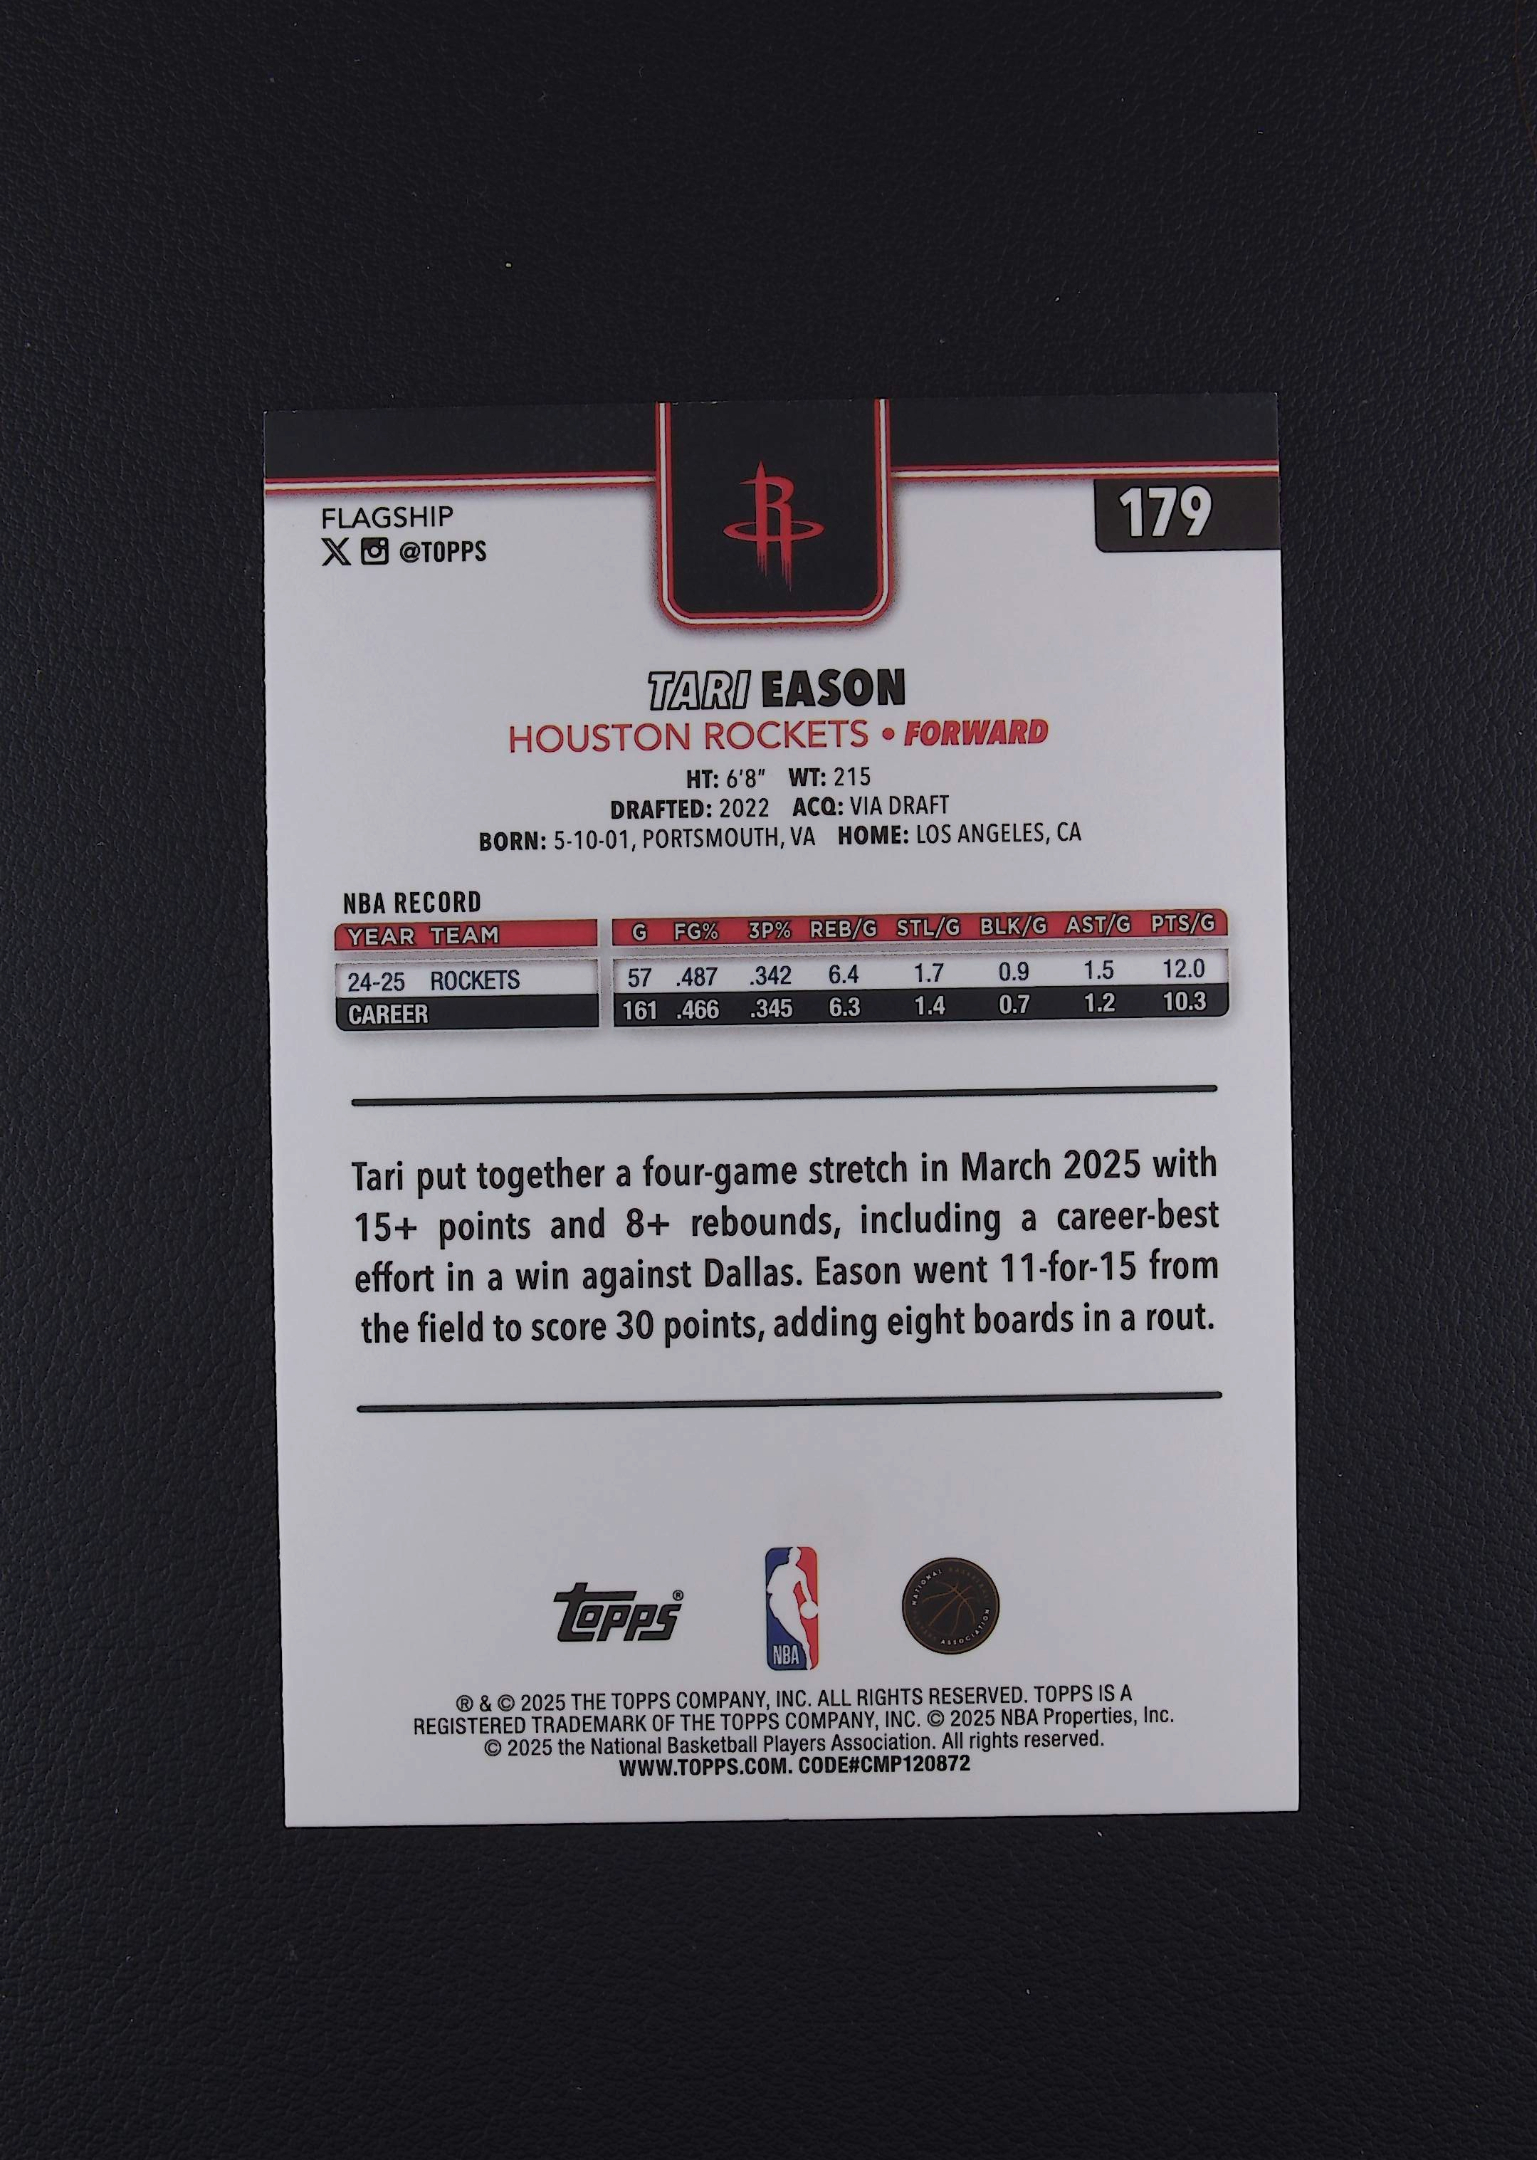 FLAGSHIP
@TOPPS
179
TARI EASON
HOUSTON ROCKETS • FORWARD
HT: 6'8" WT: 215
DRAFTED: 2022 ACQ: VIA DRAFT
BORN: 5-10-01, PORTSMOUTH, VA HOME: LOS ANGELES, CA
NBA RECORD
YEAR TEAM G FG% 3P% REB/G STL/G BLK/G AST/G PTS/G
24-25 ROCKETS 57 .487 .342 6.4 1.7 0.9 1.5 12.0
CAREER 161 .466 .345 6.3 1.4 0.7 1.2 10.3
Tari put together a four-game stretch in March 2025 with
15+ points and 8+ rebounds, including a career-best
effort in a win against Dallas. Eason went 11-for-15 from
the field to score 30 points, adding eight boards in a rout.
Topps®
NBA
NATIONAL
ASSOCIATION
® & © 2025 THE TOPPS COMPANY, INC. ALL RIGHTS RESERVED. TOPPS IS A
REGISTERED TRADEMARK OF THE TOPPS COMPANY, INC. © 2025 NBA Properties, Inc.
© 2025 the National Basketball Players Association. All rights reserved.
WWW.TOPPS.COM. CODE#CMP120872